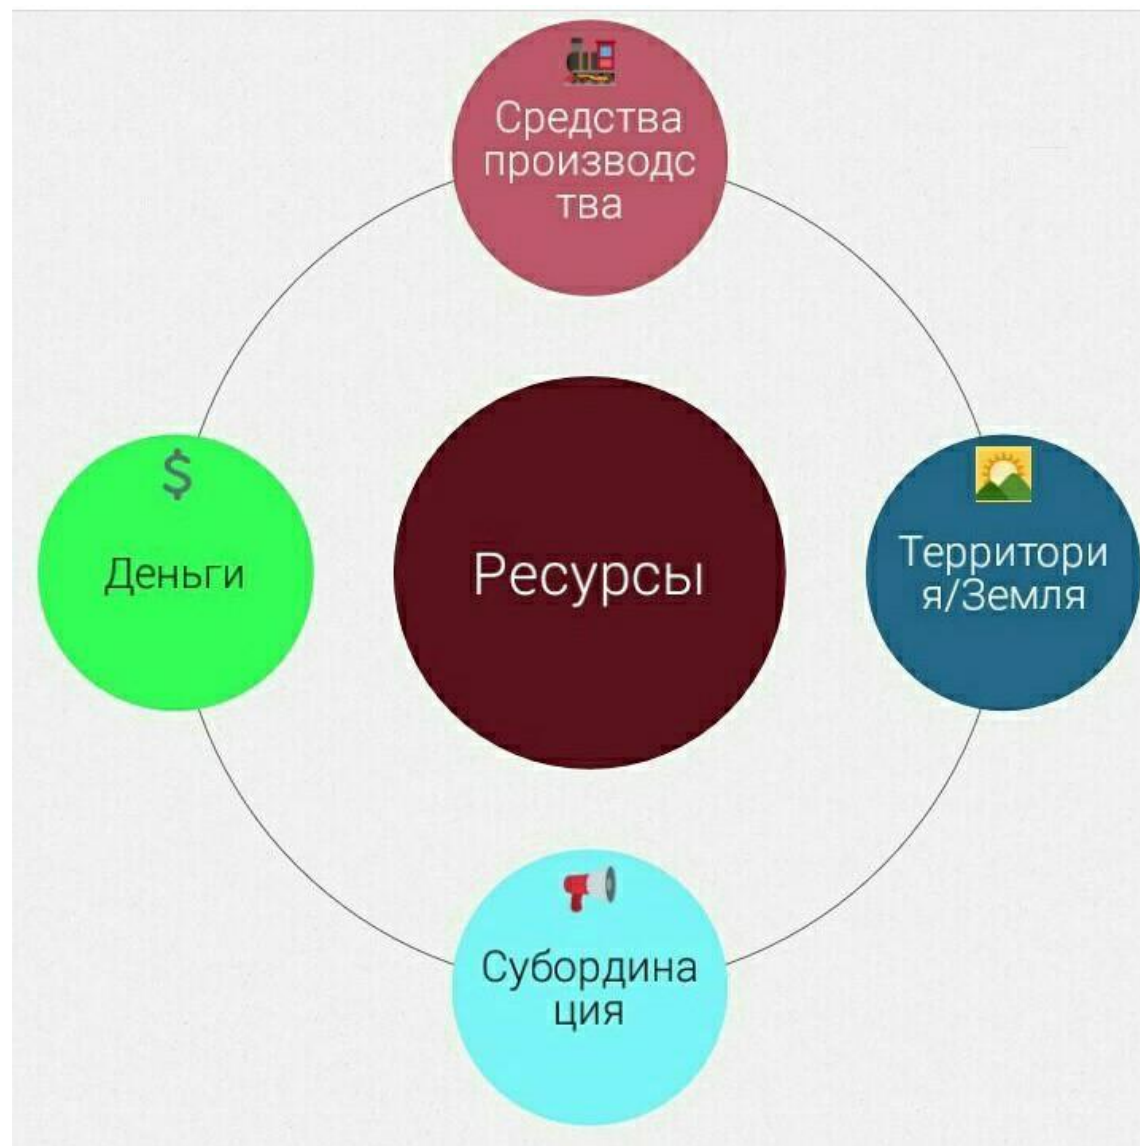 Средства
производс
тва
$
Деньги
Ресурсы
Территори
я/Земля
Субордина
ция